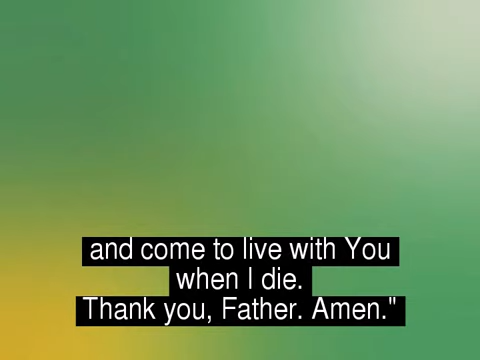 and come to live with You
when I die.
Thank you, Father. Amen."